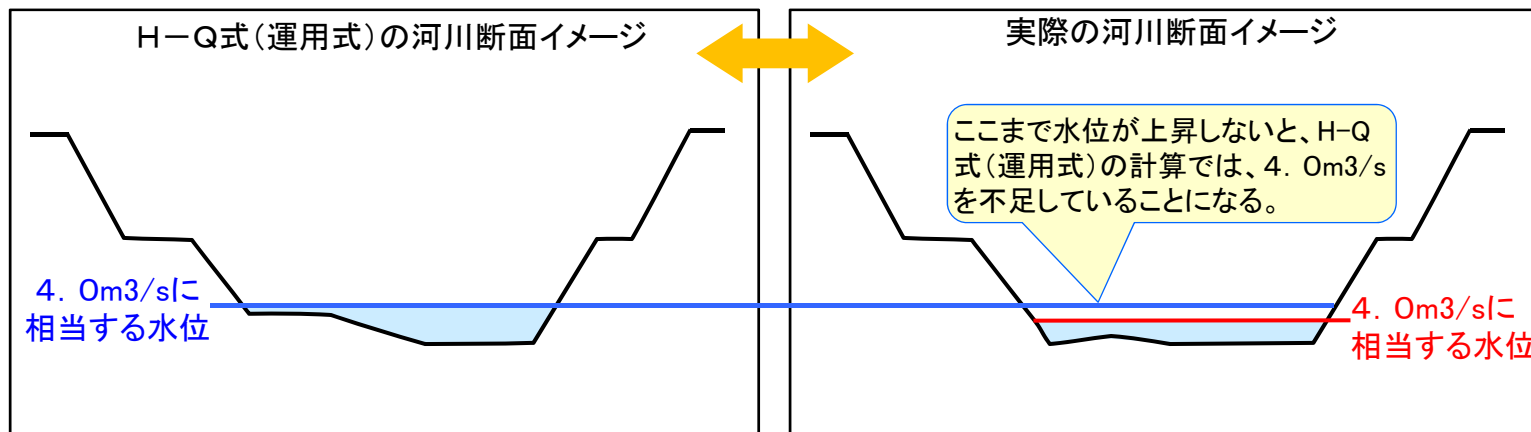 H－Q式（運用式）の河川断面イメージ
4．0m3/sに
相当する水位
実際の河川断面イメージ
ここまで水位が上昇しないと、H-Q
式（運用式）の計算では、4．0m3/s
を不足していることになる。
4．0m3/sに
相当する水位